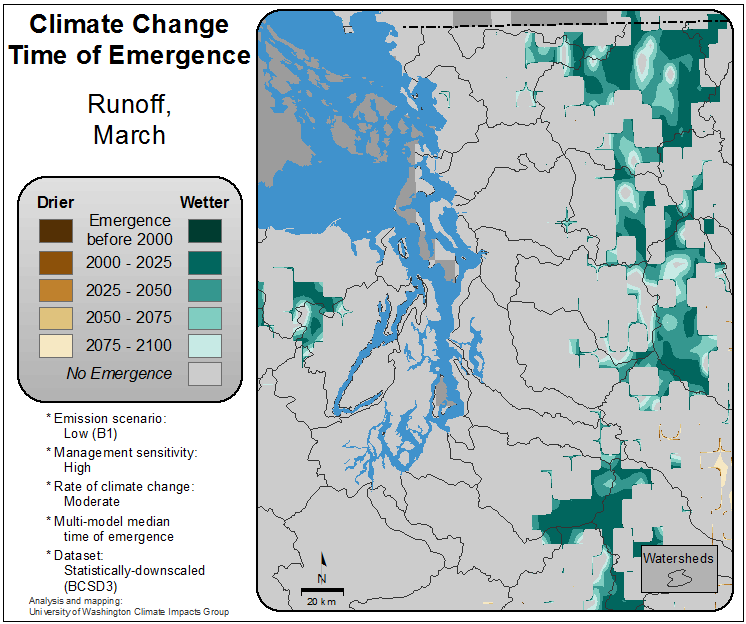 Climate Change
Time of Emergence
Runoff,
March
Drier
Wetter
Emergence
before 2000
2000 - 2025
2025 - 2050
2050 - 2075
2075 - 2100
No Emergence
* Emission scenario:
Low (B1)
* Management sensitivity:
High
* Rate of climate change:
Moderate
* Multi-model median
time of emergence
* Dataset:
Statistically-downscaled
(BCSD3)
Analysis and mapping:
University of Washington Climate Impacts Group
N
20 km
Watersheds